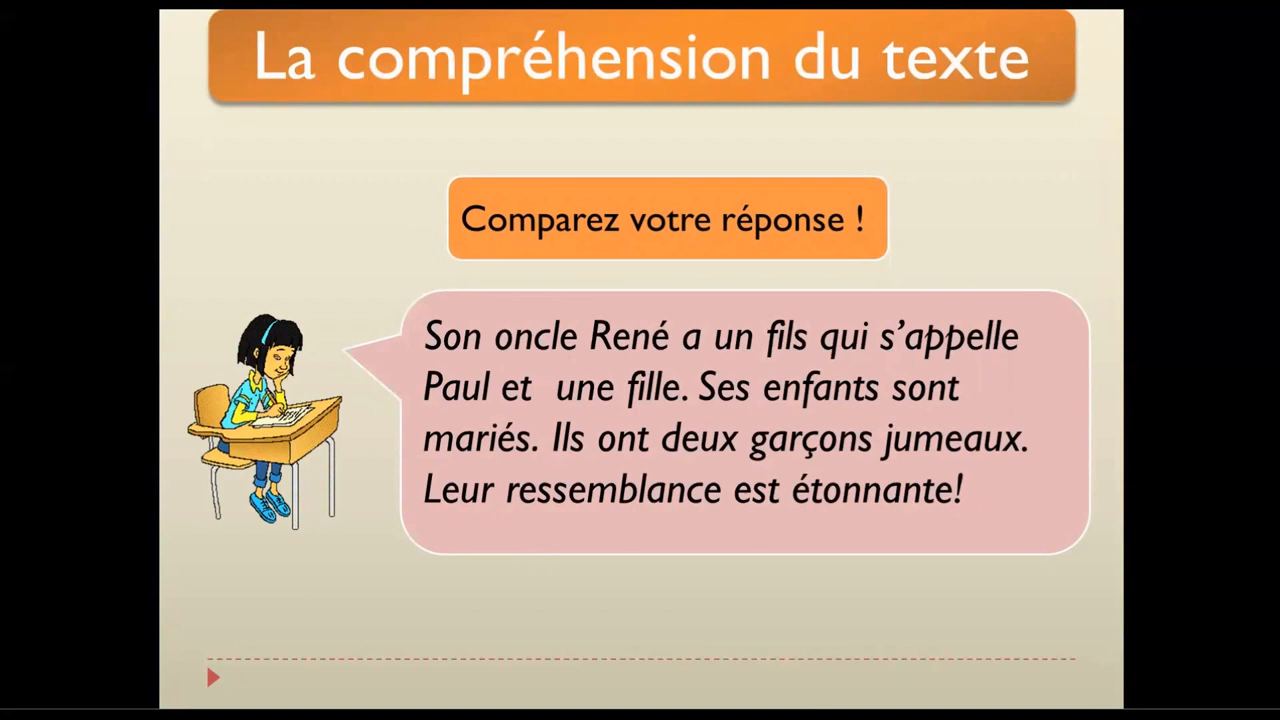 La compréhension du texte
Comparez votre réponse !
Son oncle René a un fils qui s’appelle
Paul et une fille. Ses enfants sont
mariés. Ils ont deux garçons jumeaux.
Leur ressemblance est étonnante!